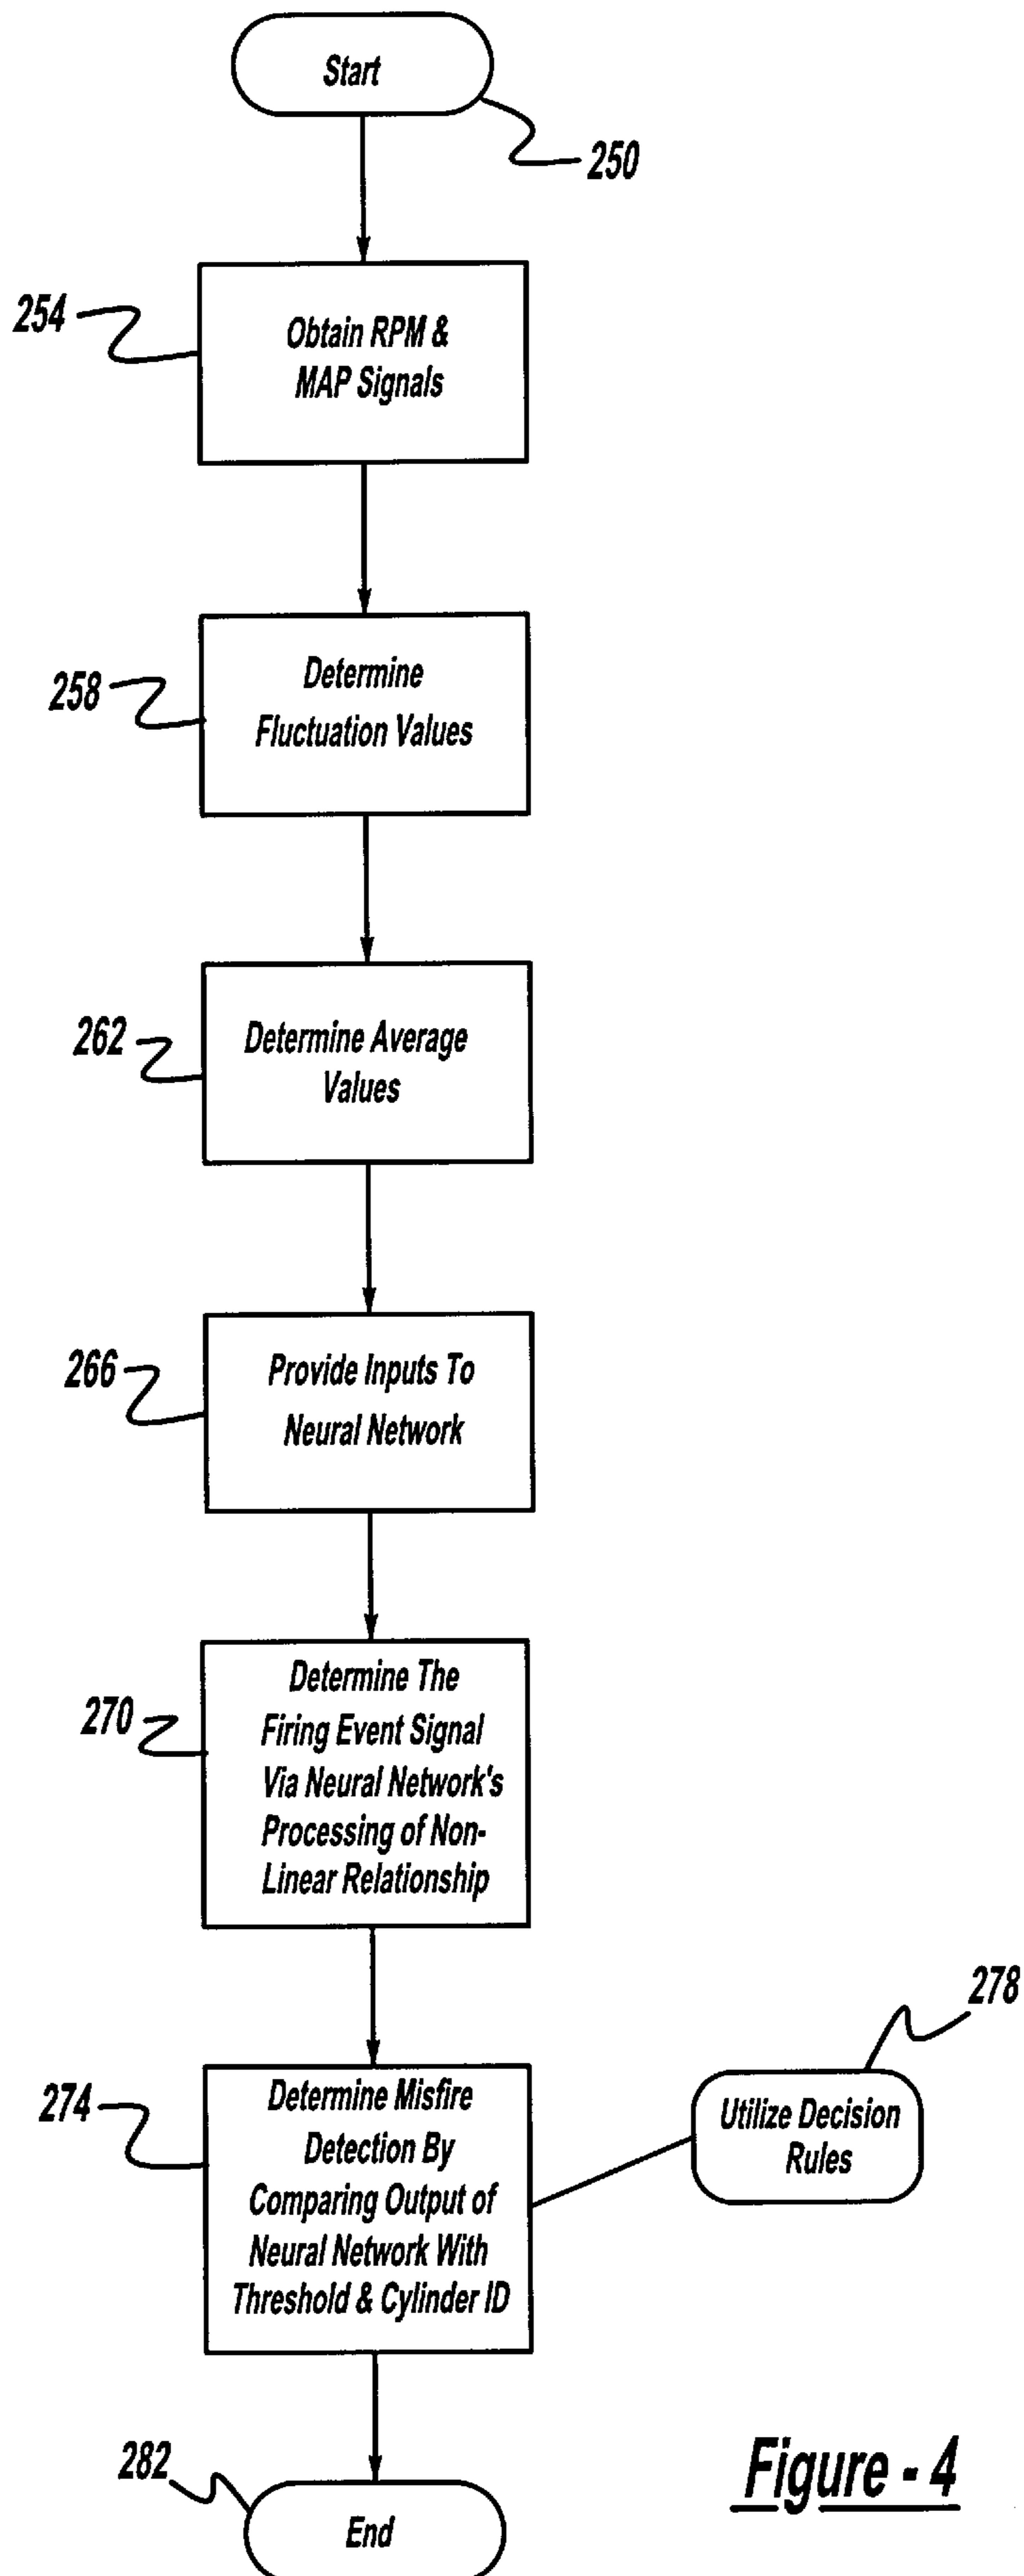 Start
250
254
Obtain RPM &
MAP Signals
258
Determine
Fluctuation Values
262
Determine Average
Values
266
Provide Inputs To
Neural Network
270
Determine The
Firing Event Signal
Via Neural Network's
Processing of Non-
Linear Relationship
278
274
Determine Misfire
Detection By
Comparing Output of
Neural Network With
Threshold & Cylinder ID
Utilize Decision
Rules
282
End
Figure - 4